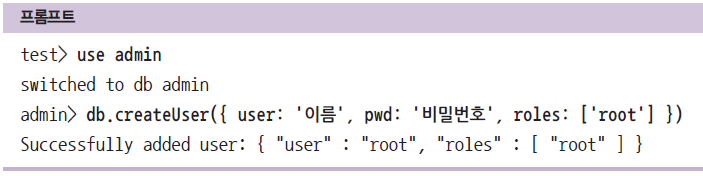 프롬프트
test> use admin
switched to db admin
admin> db.createUser({ user: '이름', pwd: '비밀번호', roles: ['root'] })
Successfully added user: { "user" : "root", "roles" : [ "root" ] }